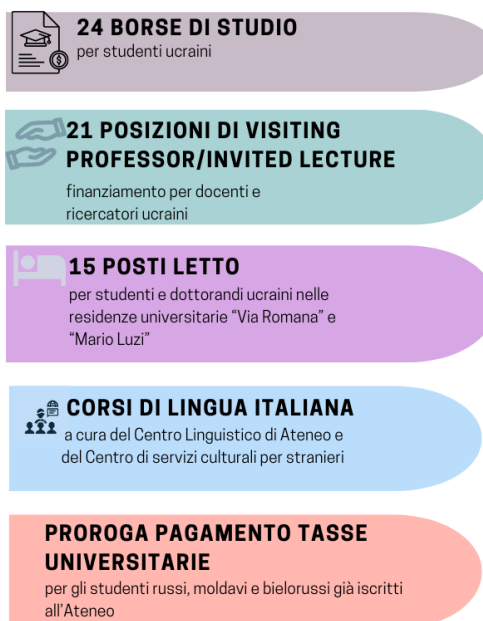 24 BORSE DI STUDIO
per studenti ucraini
21 POSIZIONI DI VISITING
PROFESSOR/INVITED LECTURE
finanziamento per docenti e
ricercatori ucraini
15 POSTI LETTO
per studenti e dottorandi ucraini nelle
residenze universitarie “Via Romana” e
“Mario Luzi”
CORSI DI LINGUA ITALIANA
a cura del Centro Linguistico di Ateneo e
del Centro di servizi culturali per stranieri
PROROGA PAGAMENTO TASSE
UNIVERSITARIE
per gli studenti russi, moldavi e bielorussi già iscritti
all’Ateneo